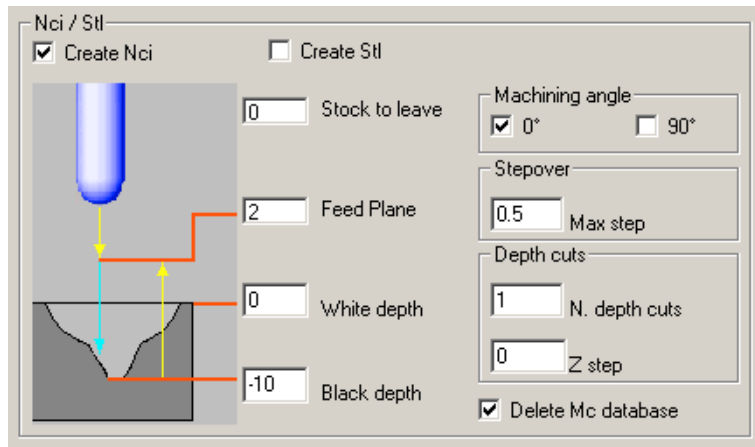 Nci / Stl
Create Nci
Create Stl
0 Stock to leave
2 Feed Plane
0 White depth
-10 Black depth
Machining angle
0° 90°
Stepover
0.5 Max step
Depth cuts
1 N. depth cuts
0 Z step
Delete Mc database